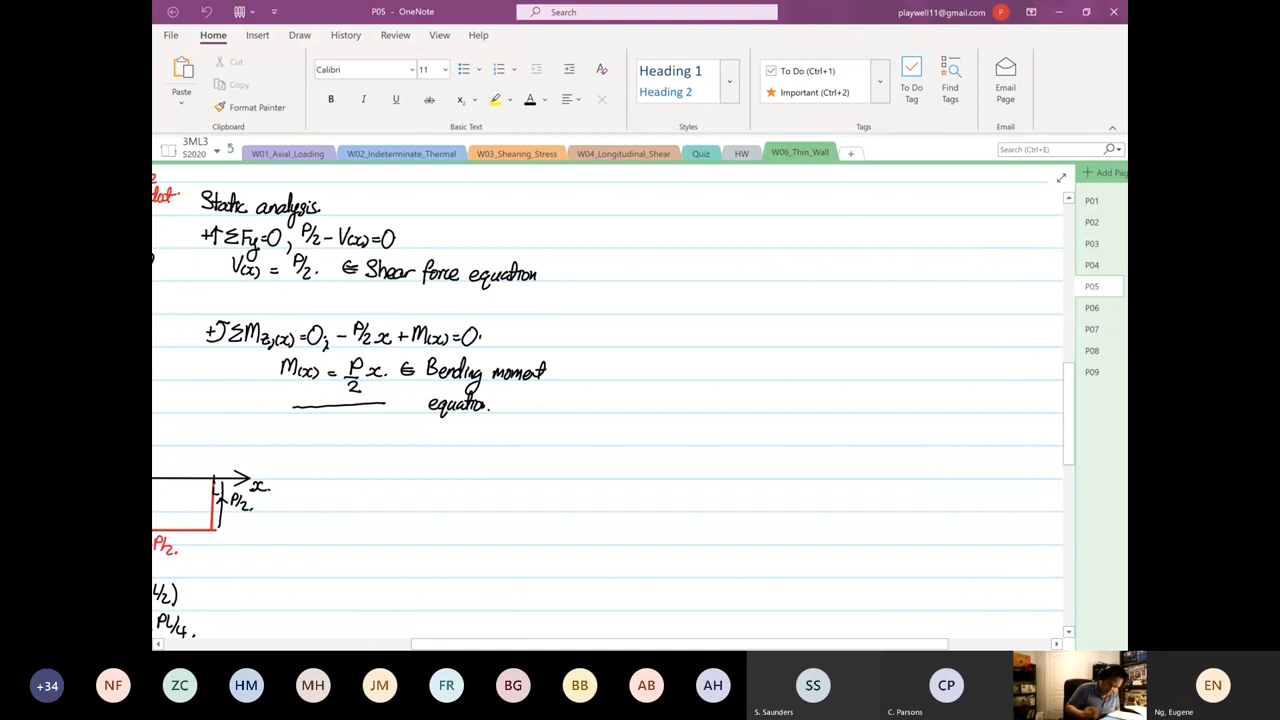 P05 - OneNote
Search
playwell11@gmail.com
P
File
Home
Insert
Draw
History
Review
View
Help
Paste
Cut
Copy
Format Painter
Clipboard
Calibri
11
B
I
U
ab
x₂
A
Basic Text
Heading 1
Heading 2
Styles
To Do (Ctrl+1)
Important (Ctrl+2)
Tags
To Do Tag
Find Tags
Email Page
Email
3ML3 S2020
W01_Axial_Loading
W02_Indeterminate_Thermal
W03_Shearing_Stress
W04_Longitudinal_Shear
Quiz
HW
W06_Thin_Wall
Search (Ctrl+E)
Add Pag
P01
P02
P03
P04
P05
P06
P07
P08
P09
dot.
Static analysis.
+↑ΣFy=0, P/2 - V(x)=0
V(x) = P/2. ⇐ Shear force equation
ΣMz,(x)=0; - P/2 x + M(x)=0.
M(x) = P/2 x. ⇐ Bending moment
equation.
x.
P/2.
P/2.
PL/4.
+34
NF
ZC
HM
MH
JM
FR
BG
BB
AB
AH
SS
S. Saunders
CP
C. Parsons
EN
Ng, Eugene